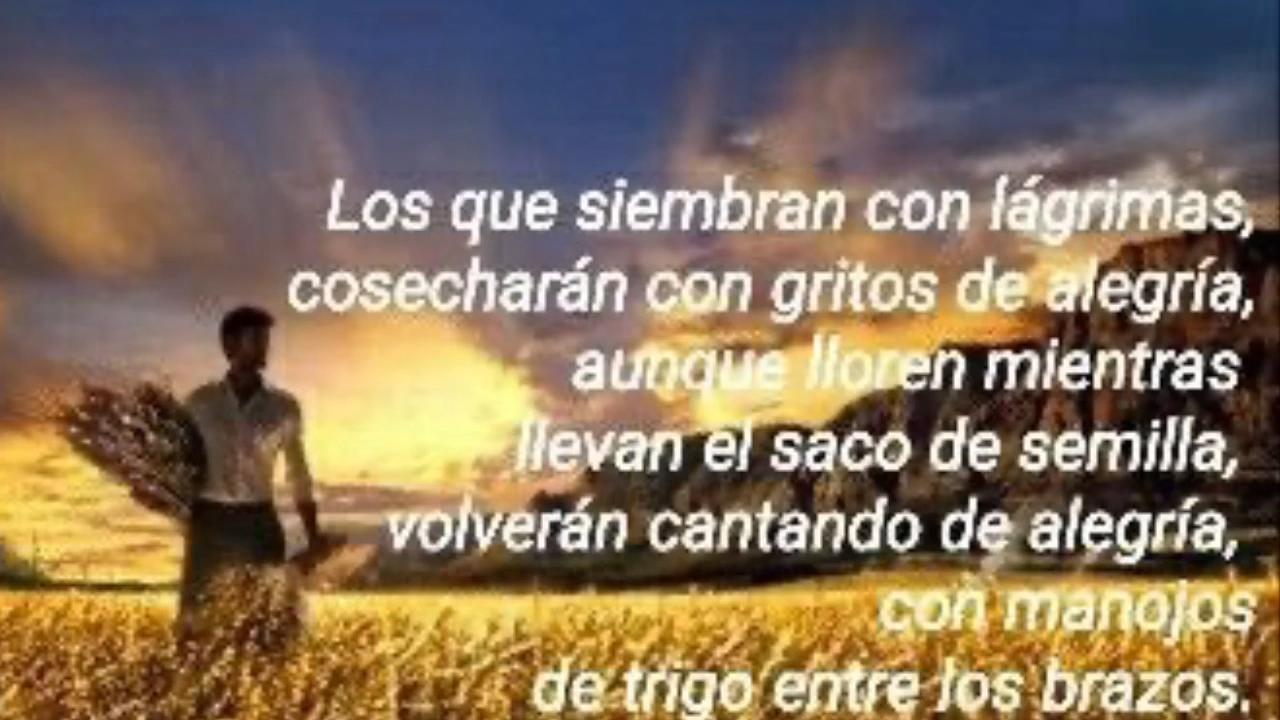 Los que siembran con lágrimas,
cosecharán con gritos de alegría,
aunque lloren mientras
llevan el saco de semilla,
volverán cantando de alegría,
con manojos
de trigo entre los brazos.